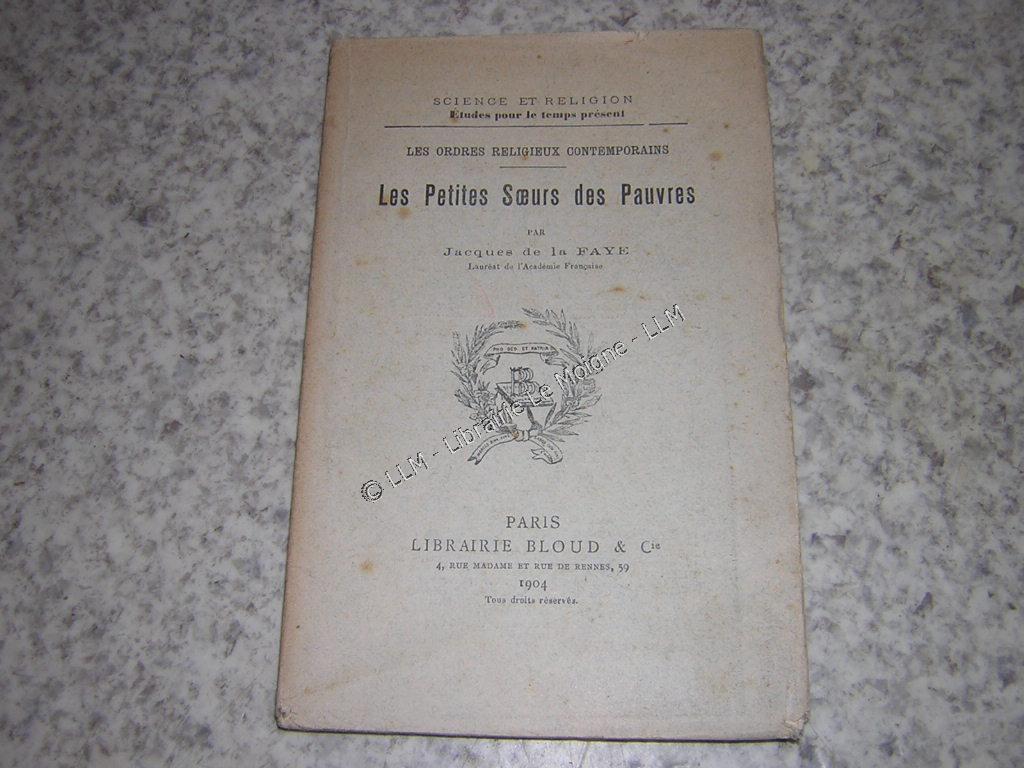 SCIENCE ET RELIGION
Études pour le temps présent
LES ORDRES RELIGIEUX CONTEMPORAINS
Les Petites Sœurs des Pauvres
PAR
Jacques de la FAYE
Lauréat de l'Académie Française
PRO DEO ET PATRIA
B
© LLM - Librairie Le Moigne - LLM
PARIS
LIBRAIRIE BLOUD & Cie
4, RUE MADAME ET RUE DE RENNES, 59
1904
Tous droits réservés.